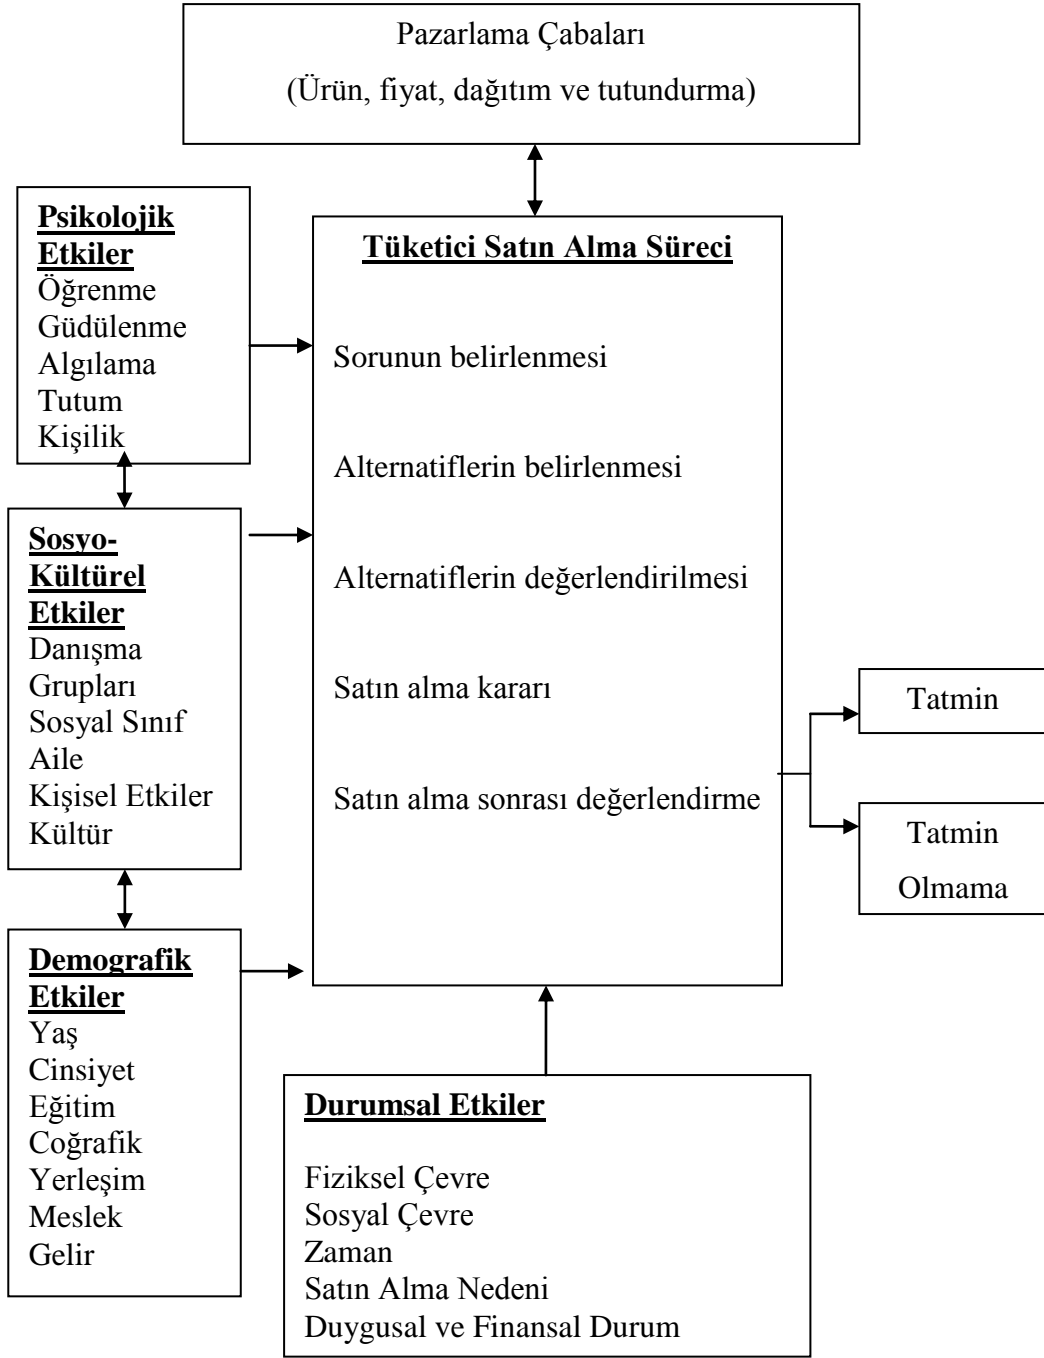 Pazarlama Çabaları
(Ürün, fiyat, dağıtım ve tutundurma)
Psikolojik
Etkiler
Öğrenme
Güdülenme
Algılama
Tutum
Kişilik
Sosyo-
Kültürel
Etkiler
Danışma
Grupları
Sosyal Sınıf
Aile
Kişisel Etkiler
Kültür
Demografik
Etkiler
Yaş
Cinsiyet
Eğitim
Coğrafik
Yerleşim
Meslek
Gelir
Tüketici Satın Alma Süreci
Sorunun belirlenmesi
Alternatiflerin belirlenmesi
Alternatiflerin değerlendirilmesi
Satın alma kararı
Satın alma sonrası değerlendirme
Tatmin
Tatmin
Olmama
Durumsal Etkiler
Fiziksel Çevre
Sosyal Çevre
Zaman
Satın Alma Nedeni
Duygusal ve Finansal Durum